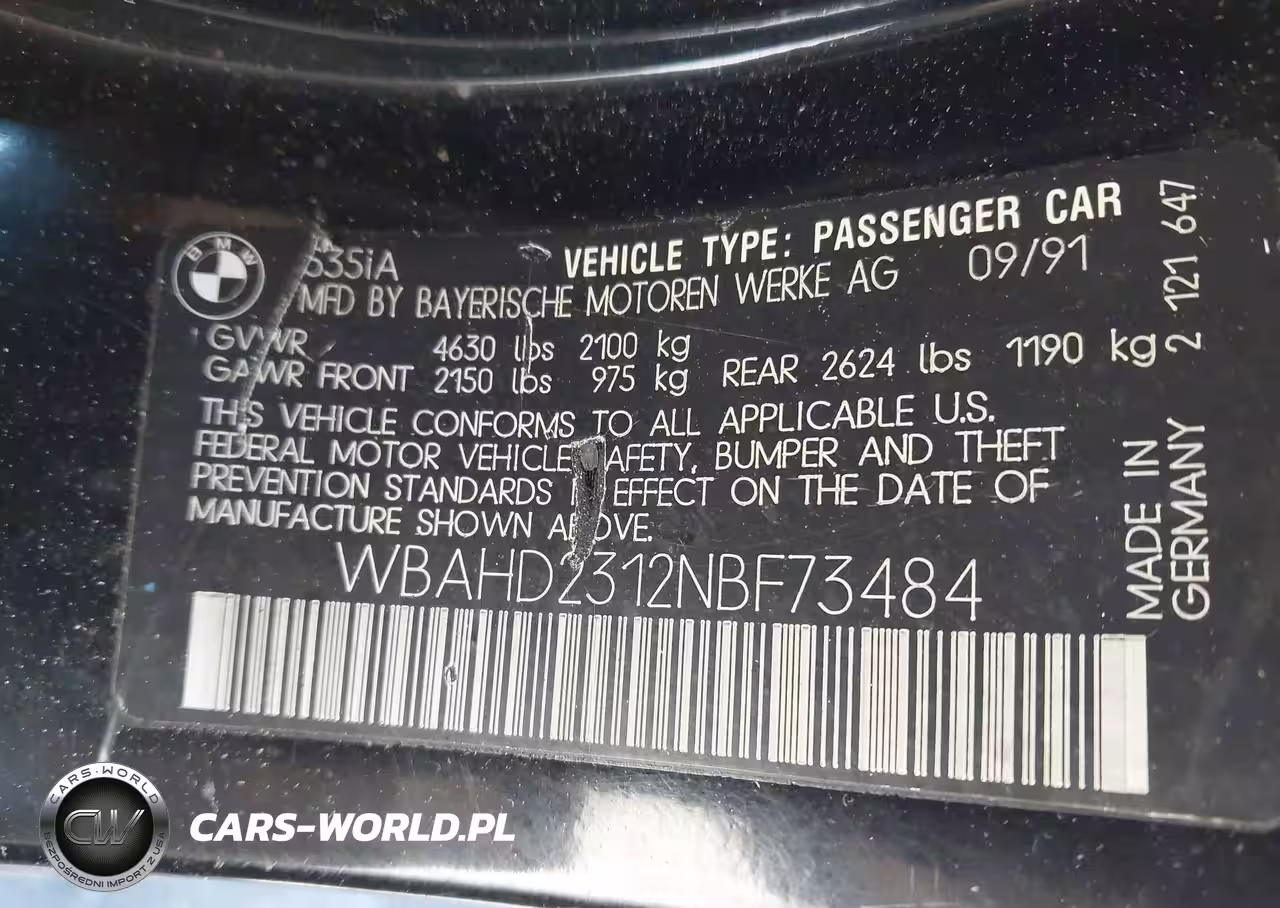 BMW
535iA
VEHICLE TYPE: PASSENGER CAR
MFD BY BAYERISCHE MOTOREN WERKE AG 09/91
GVWR 4630 lbs 2100 kg
GAWR FRONT 2150 lbs 975 kg REAR 2624 lbs 1190 kg
THIS VEHICLE CONFORMS TO ALL APPLICABLE U.S.
FEDERAL MOTOR VEHICLE SAFETY, BUMPER AND THEFT
PREVENTION STANDARDS IN EFFECT ON THE DATE OF
MANUFACTURE SHOWN ABOVE.
WBAHD2312NBF73484
MADE IN
GERMANY
2 121 647
CARS-WORLD
CW
BEZPOŚREDNI IMPORT Z USA
CARS-WORLD.PL